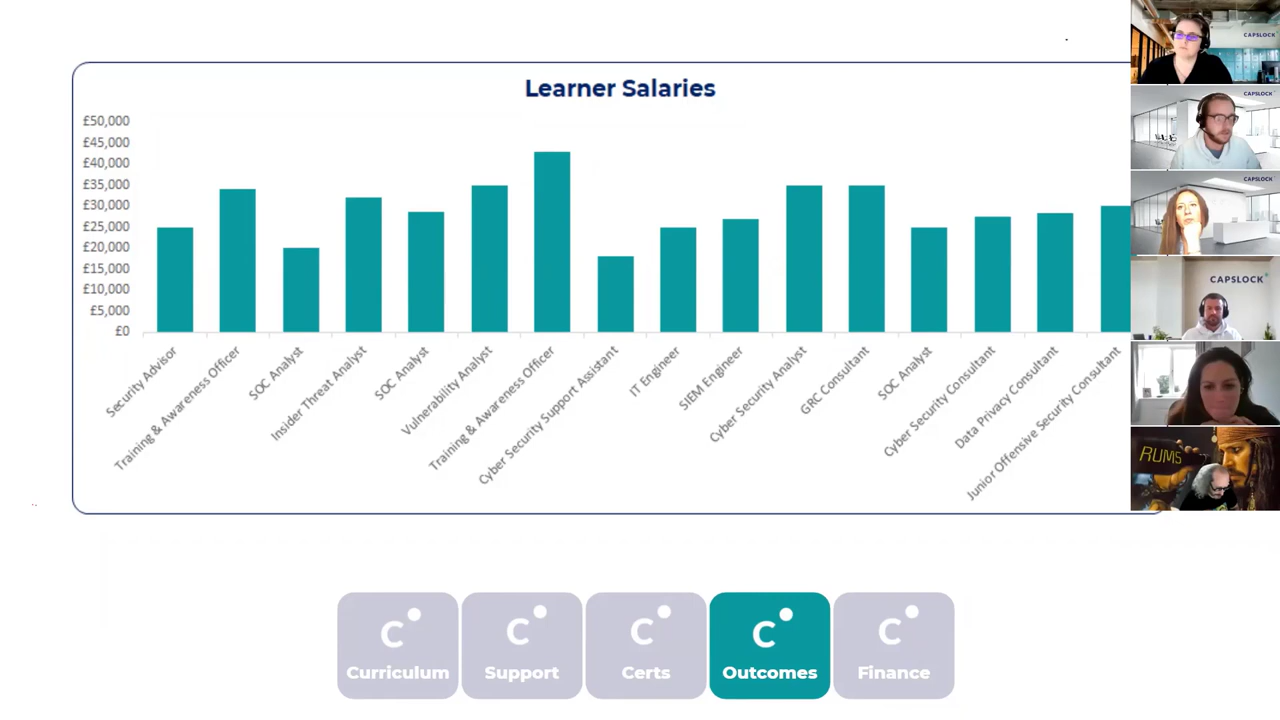 Learner Salaries
£50,000
£45,000
£40,000
£35,000
£30,000
£25,000
£20,000
£15,000
£10,000
£5,000
£0
Security Advisor
Training & Awareness Officer
SOC Analyst
Insider Threat Analyst
SOC Analyst
Vulnerability Analyst
Training & Awareness Officer
Cyber Security Support Assistant
IT Engineer
SIEM Engineer
Cyber Security Analyst
GRC Consultant
SOC Analyst
Cyber Security Consultant
Data Privacy Consultant
Junior Offensive Security Consultant
CAPSLOCK
CAPSLOCK
CAPSLOCK
CAPSLOCK
RUMS
C
Curriculum
C
Support
C
Certs
C
Outcomes
C
Finance